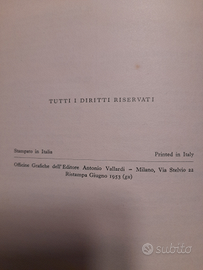 TUTTI I DIRITTI RISERVATI
Stampato in Italia
Printed in Italy
Officine Grafiche dell'Editore Antonio Vallardi - Milano, Via Stelvio 22
Ristampa Giugno 1953 (gs)
subito